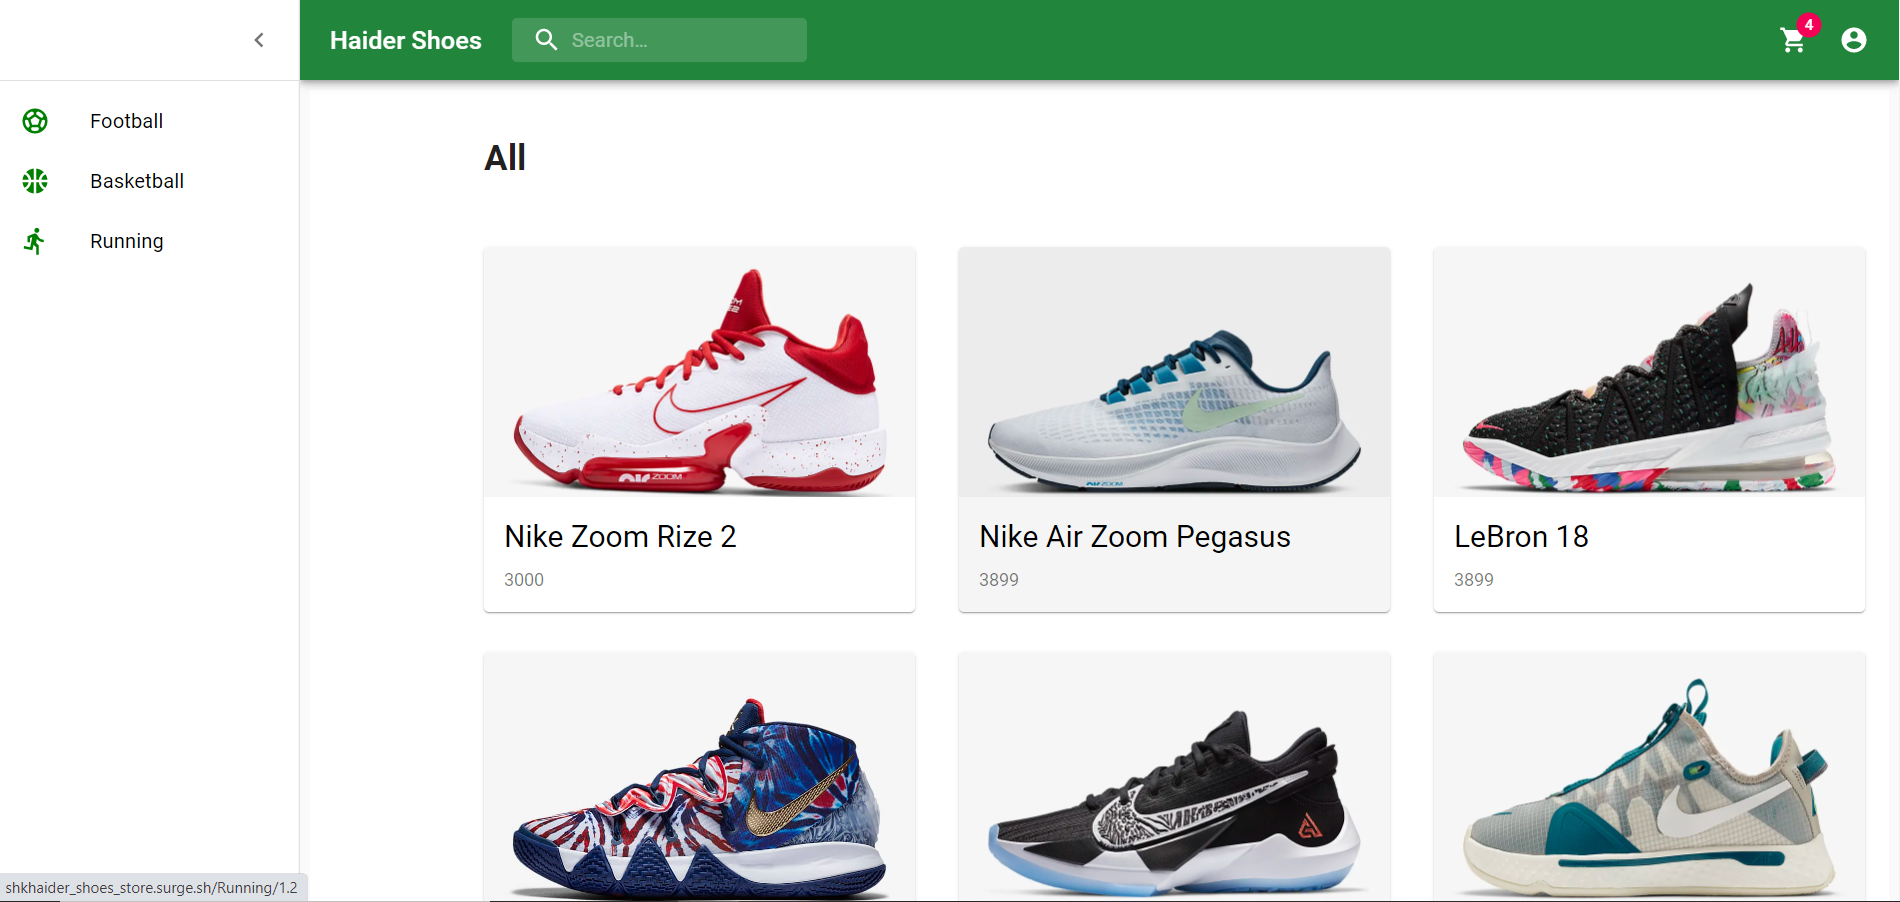 Haider Shoes
Search...
4
Football
Basketball
Running
All
Nike Zoom Rize 2
3000
Nike Air Zoom Pegasus
3899
LeBron 18
3899
shkhaider_shoes_store.surge.sh/Running/1.2